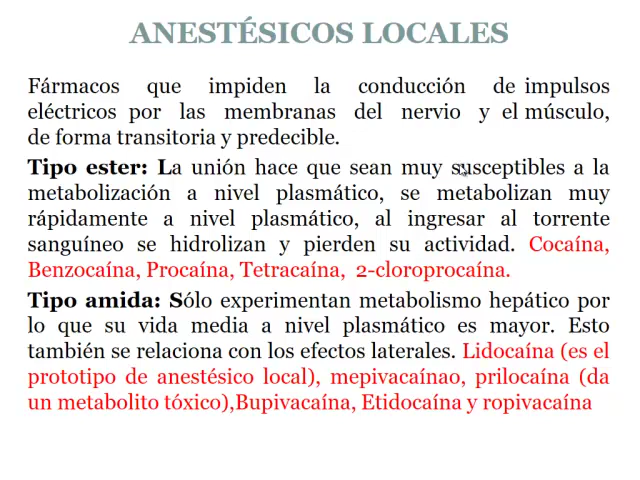 ANESTÉSICOS LOCALES
Fármacos que impiden la conducción de impulsos
eléctricos por las membranas del nervio y el músculo,
de forma transitoria y predecible.
Tipo ester: La unión hace que sean muy susceptibles a la
metabolización a nivel plasmático, se metabolizan muy
rápidamente a nivel plasmático, al ingresar al torrente
sanguíneo se hidrolizan y pierden su actividad. Cocaína,
Benzocaína, Procaína, Tetracaína, 2-cloroprocaína.
Tipo amida: Sólo experimentan metabolismo hepático por
lo que su vida media a nivel plasmático es mayor. Esto
también se relaciona con los efectos laterales. Lidocaína (es el
prototipo de anestésico local), mepivacaínao, prilocaína (da
un metabolito tóxico),Bupivacaína, Etidocaína y ropivacaína